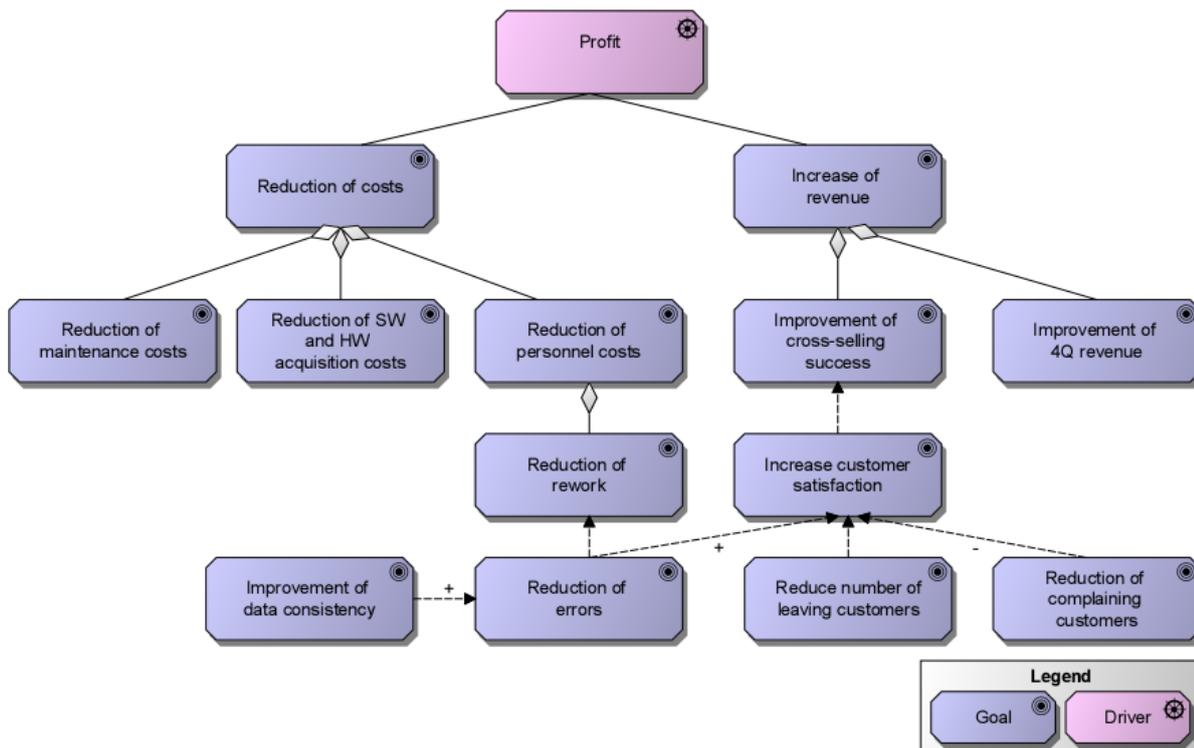 Profit
Reduction of costs
Increase of
revenue
Reduction of
maintenance costs
Reduction of SW
and HW
acquisition costs
Reduction of
personnel costs
Improvement of
cross-selling
success
Improvement of
4Q revenue
Reduction of
rework
Increase customer
satisfaction
+
-
Improvement of
data consistency
+
Reduction of
errors
Reduce number of
leaving customers
Reduction of
complaining
customers
Legend
Goal
Driver